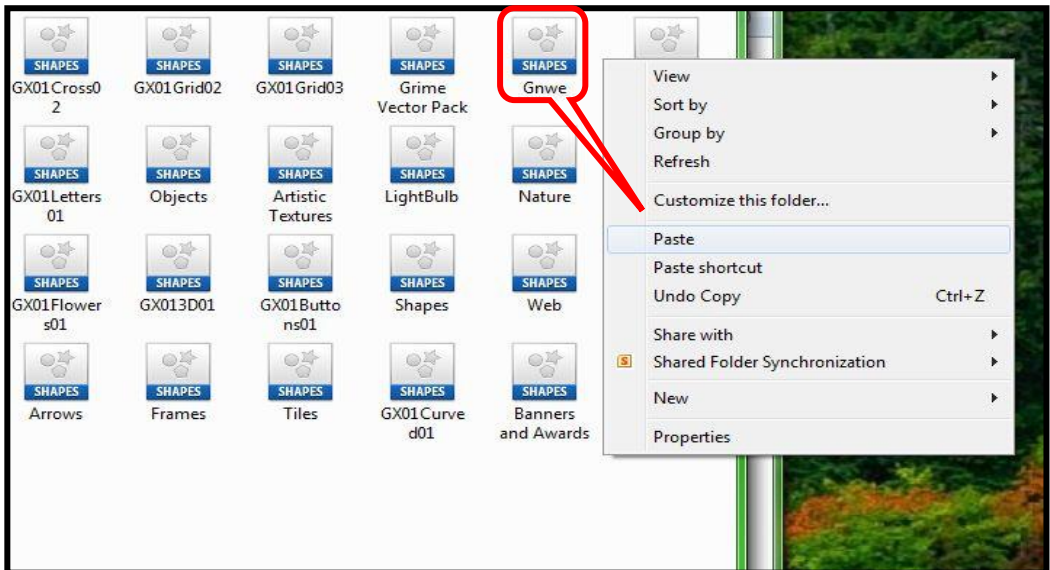 SHAPES SHAPES SHAPES SHAPES SHAPES
GX01Cross0 GX01Grid02 GX01Grid03 Grime Gnwe
2 Vector Pack
SHAPES SHAPES SHAPES SHAPES SHAPES
GX01Letters Objects Artistic LightBulb Nature
01 Textures
SHAPES SHAPES SHAPES SHAPES SHAPES
GX01Flower GX013D01 GX01Butto Shapes Web
s01 ns01
SHAPES SHAPES SHAPES SHAPES SHAPES
Arrows Frames Tiles GX01Curve Banners
d01 and Awards
View
Sort by
Group by
Refresh
Customize this folder...
Paste
Paste shortcut
Undo Copy Ctrl+Z
Share with
S Shared Folder Synchronization
New
Properties